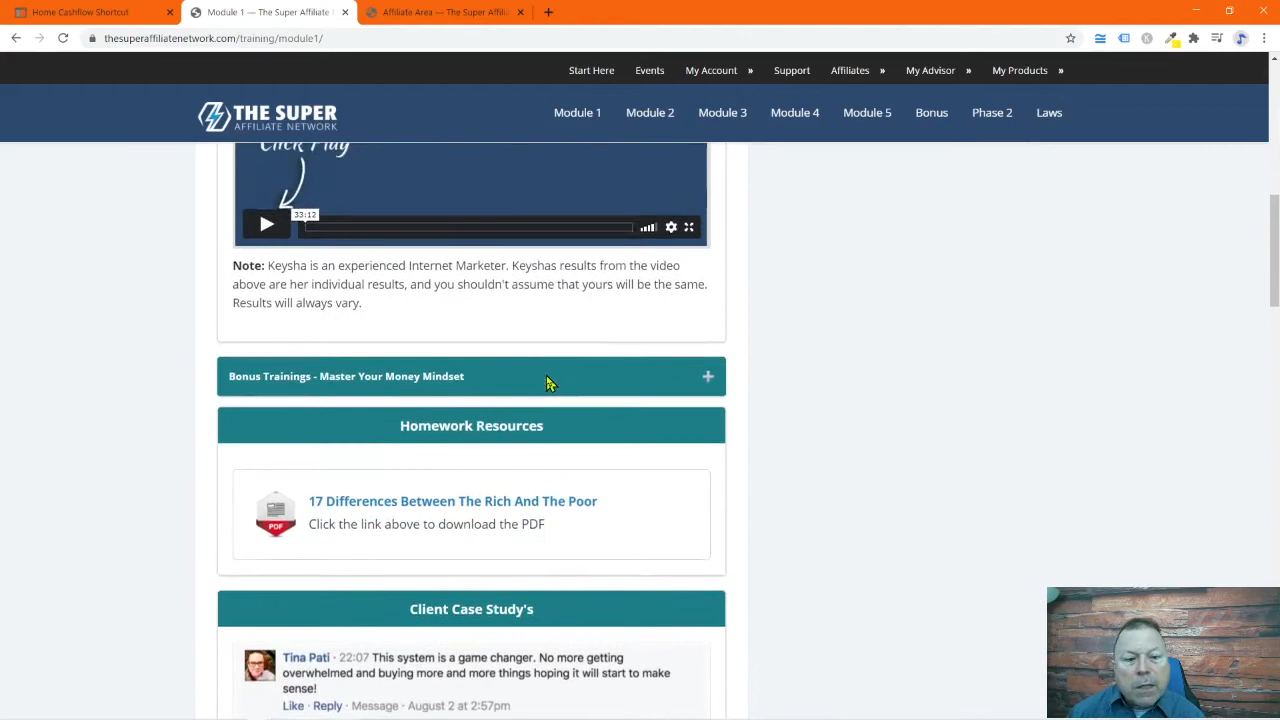 Home Cashflow Shortcut
Module 1 — The Super Affiliate
Affiliate Area — The Super Affili
thesuperaffiliatenetwork.com/training/module1/
Start Here Events My Account » Support Affiliates » My Advisor » My Products »
THE SUPER
AFFILIATE NETWORK
Module 1 Module 2 Module 3 Module 4 Module 5 Bonus Phase 2 Laws
Click Play
33:12
Note: Keysha is an experienced Internet Marketer. Keyshas results from the video
above are her individual results, and you shouldn't assume that yours will be the same.
Results will always vary.
Bonus Trainings - Master Your Money Mindset
Homework Resources
17 Differences Between The Rich And The Poor
PDF
Click the link above to download the PDF
Client Case Study's
Tina Pati · 22:07 This system is a game changer. No more getting
overwhelmed and buying more and more things hoping it will start to make
sense!
Like · Reply · Message · August 2 at 2:57pm